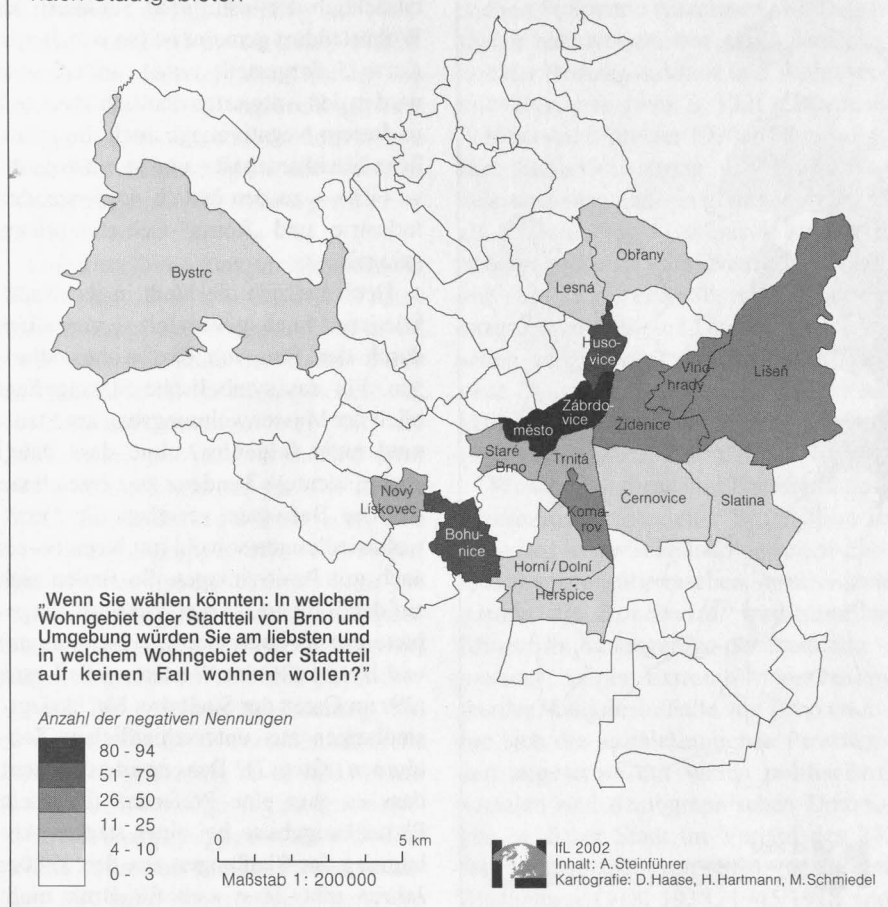 Obřany
Lesná
Bystrc
Huso-
vice
Vino-
hrady
Líšeň
Zábrdo-
vice
město
Židenice
Staré
Brno
Trnitá
Nový
Lískovec
Černovice
Slatina
Koma-
rov
Bohu-
nice
Horní / Dolní
Heršpice
„Wenn Sie wählen könnten: In welchem
Wohngebiet oder Stadtteil von Brno und
Umgebung würden Sie am liebsten und
in welchem Wohngebiet oder Stadtteil
auf keinen Fall wohnen wollen?”
Anzahl der negativen Nennungen
80 - 94
51 - 79
26 - 50
11 - 25
4 - 10
0 - 3
0 5 km
Maßstab 1 : 200000
IfL 2002
Inhalt: A. Steinführer
Kartografie: D. Haase, H. Hartmann, M. Schmiedel